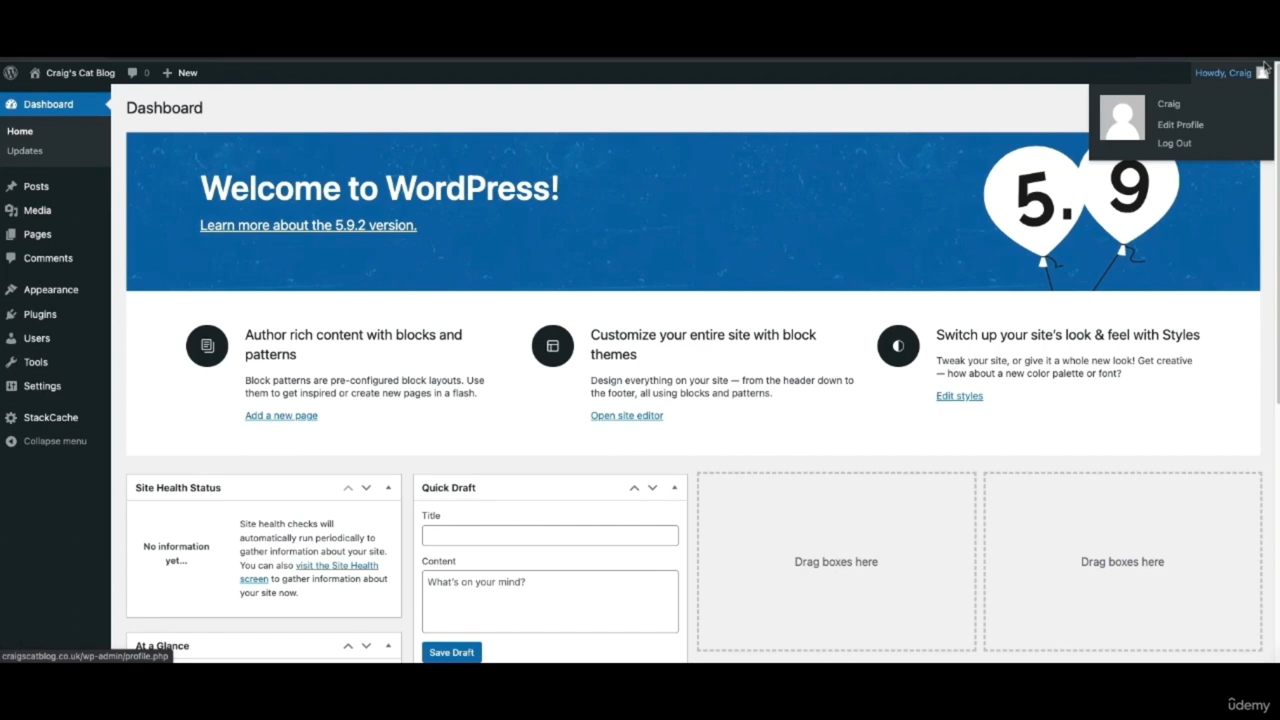 Craig's Cat Blog
0
New
Howdy, Craig
Craig
Edit Profile
Log Out
Dashboard
Home
Updates
Posts
Media
Pages
Comments
Appearance
Plugins
Users
Tools
Settings
StackCache
Collapse menu
Dashboard
Welcome to WordPress!
Learn more about the 5.9.2 version.
5.9
Author rich content with blocks and
patterns
Block patterns are pre-configured block layouts. Use
them to get inspired or create new pages in a flash.
Add a new page
Customize your entire site with block
themes
Design everything on your site — from the header down to
the footer, all using blocks and patterns.
Open site editor
Switch up your site's look & feel with Styles
Tweak your site, or give it a whole new look! Get creative
— how about a new color palette or font?
Edit styles
Site Health Status
No information
yet...
Site health checks will
automatically run periodically to
gather information about your site.
You can also visit the Site Health
screen to gather information about
your site now.
At a Glance
Quick Draft
Title
Content
What's on your mind?
Save Draft
Drag boxes here
Drag boxes here
craigscatblog.co.uk/wp-admin/profile.php
ûdemy